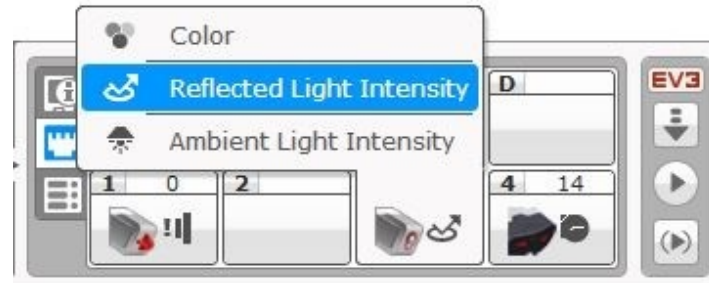 Color
Reflected Light Intensity
Ambient Light Intensity
D
EV3
1 0
2
4 14